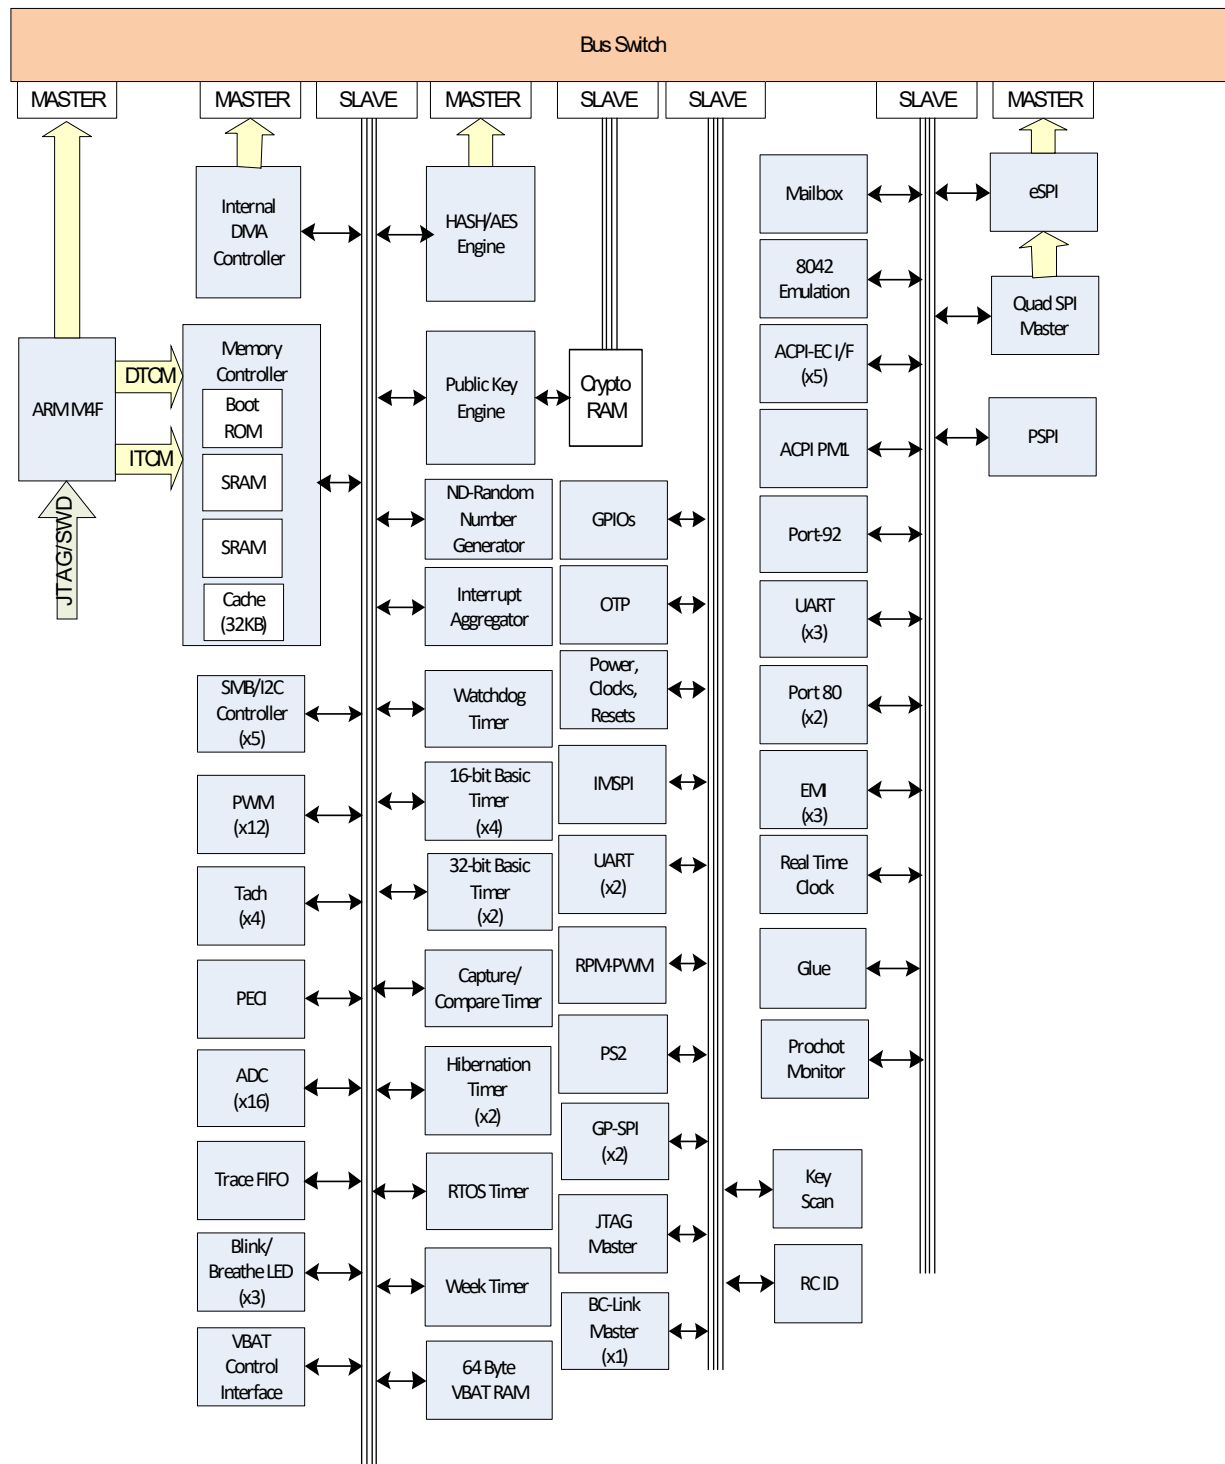 Bus Switch
MASTER
MASTER
SLAVE
MASTER
SLAVE
SLAVE
SLAVE
MASTER
ARM M4F
DTCM
ITCM
JTAG/SWD
Internal
DMA
Controller
Memory
Controller
Boot
ROM
SRAM
SRAM
Cache
(32KB)
SMB/I2C
Controller
(x5)
PWM
(x12)
Tach
(x4)
PECI
ADC
(x16)
Trace FIFO
Blink/
Breathe LED
(x3)
VBAT
Control
Interface
HASH/AES
Engine
Public Key
Engine
ND-Random
Number
Generator
Interrupt
Aggregator
Watchdog
Timer
16-bit Basic
Timer
(x4)
32-bit Basic
Timer
(x2)
Capture/
Compare Timer
Hibernation
Timer
(x2)
RTOS Timer
Week Timer
64 Byte
VBAT RAM
Crypto
RAM
GPIOs
OTP
Power,
Clocks,
Resets
IMSPI
UART
(x2)
RPM-PWM
PS2
GP-SPI
(x2)
JTAG
Master
BC-Link
Master
(x1)
Mailbox
8042
Emulation
ACPI-EC I/F
(x5)
ACPI PM1
Port-92
UART
(x3)
Port 80
(x2)
EMI
(x3)
Real Time
Clock
Glue
Prochot
Monitor
Key
Scan
RC ID
eSPI
Quad SPI
Master
PSPI